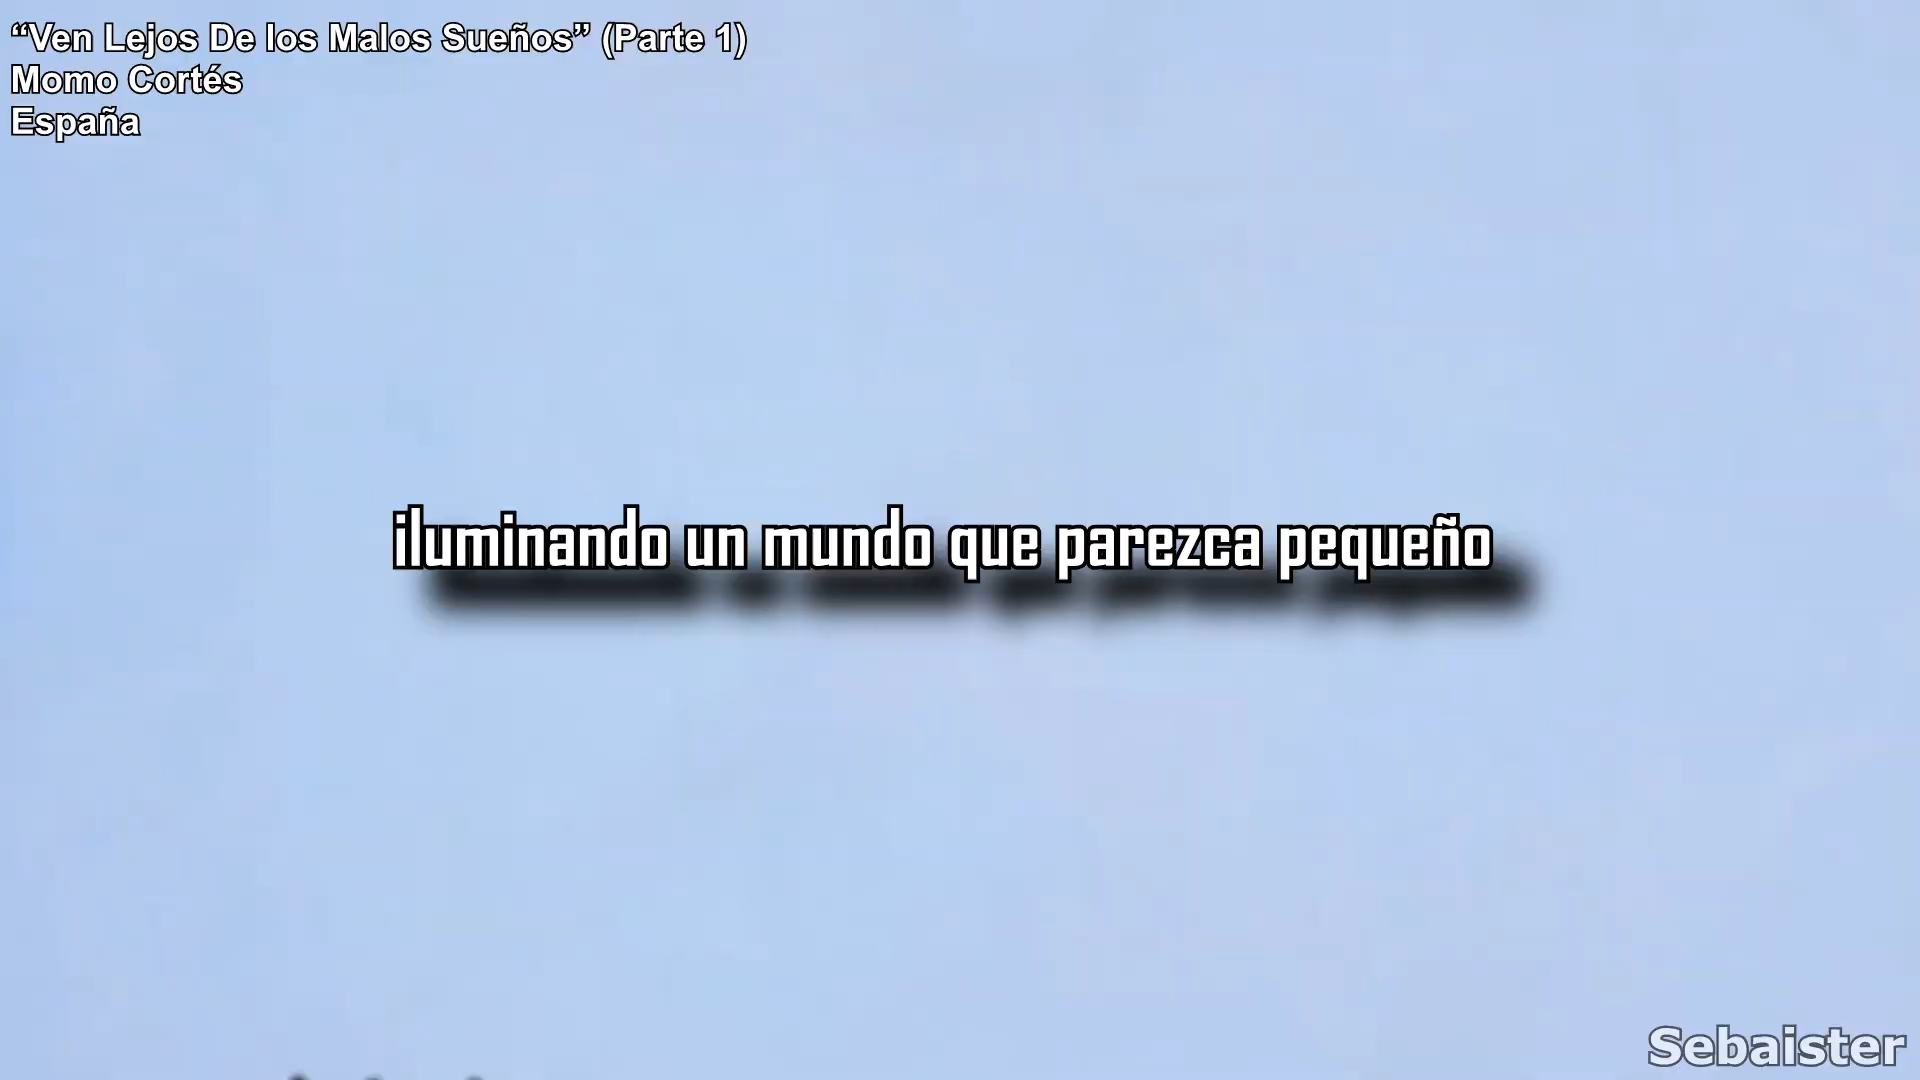 “Ven Lejos De los Malos Sueños” (Parte 1)
Momo Cortés
España
iluminando un mundo que parezca pequeño
Sebaister